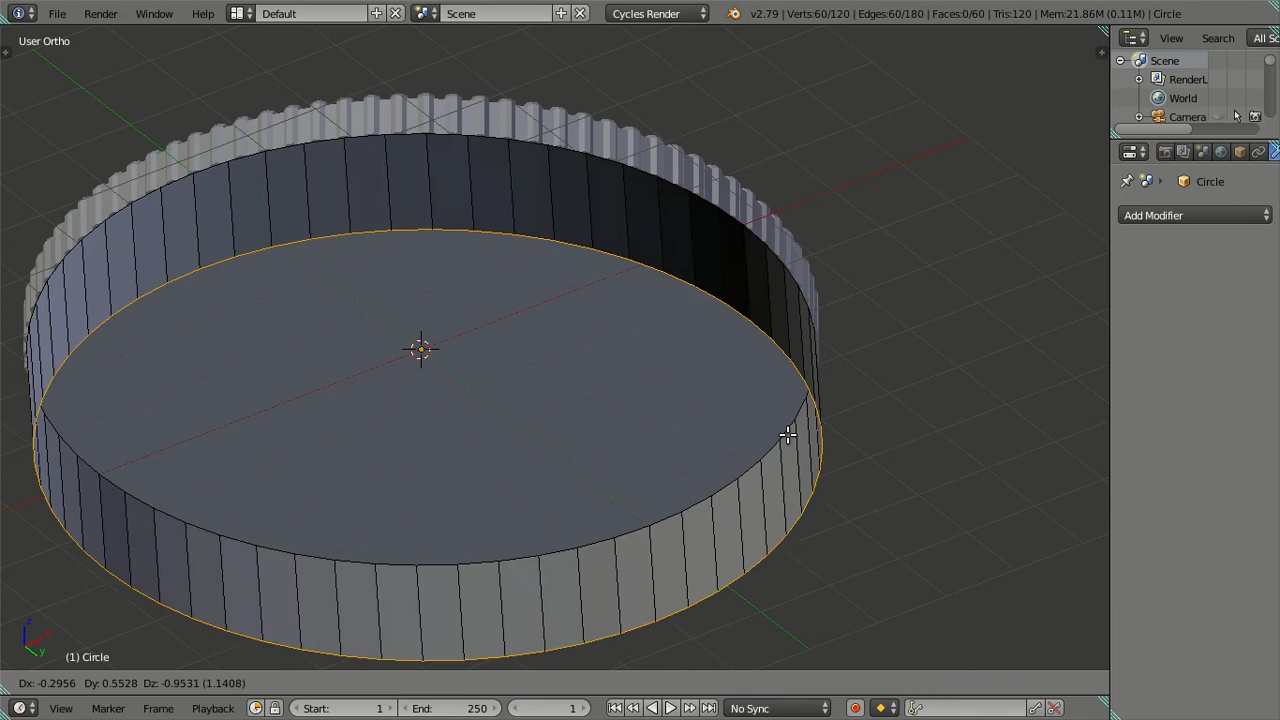 File Render Window Help Default Scene Cycles Render v2.79 | Verts:60/120 | Edges:60/180 | Faces:0/60 | Tris:120 | Mem:21.86M (0.11M) | Circle
User Ortho
View Search All Sc
Scene
RenderL
World
Camera
Circle
Add Modifier
z
x
y
(1) Circle
Dx: -0.2956 Dy: 0.5528 Dz: -0.9531 (1.1408)
View Marker Frame Playback Start: 1 End: 250 1 No Sync